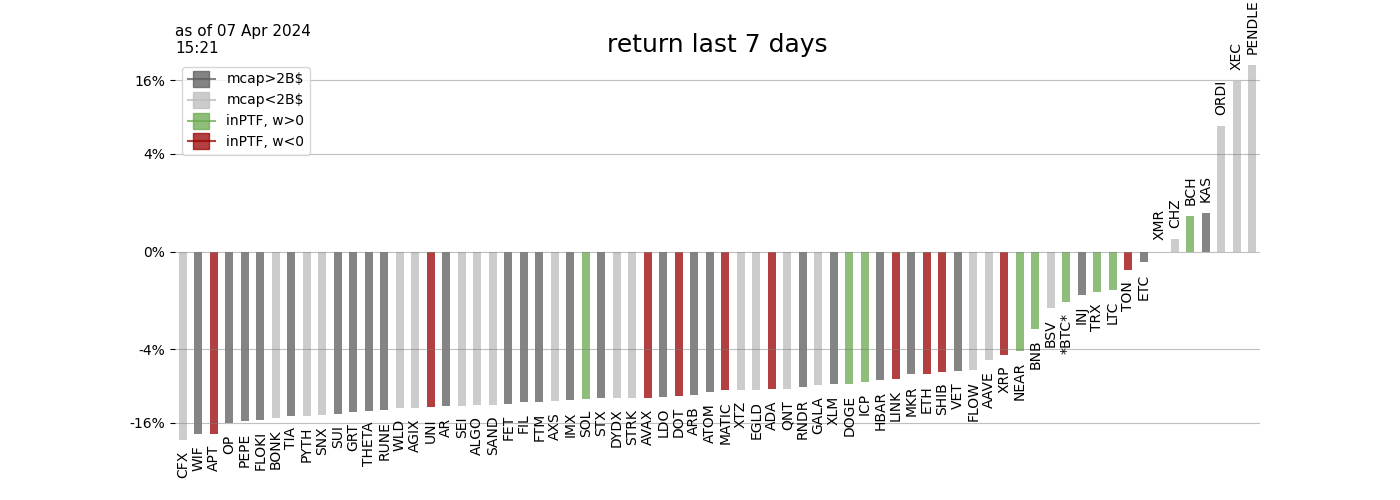 as of 07 Apr 2024
15:21
return last 7 days
mcap>2B$
mcap<2B$
inPTF, w>0
inPTF, w<0
16%
4%
0%
-4%
-16%
CFX
WIF
APT
OP
PEPE
FLOKI
BONK
TIA
PYTH
SNX
SUI
GRT
THETA
RUNE
WLD
AGIX
UNI
AR
SEI
ALGO
SAND
FET
FIL
FTM
AXS
IMX
SOL
STX
DYDX
STRK
AVAX
LDO
DOT
ARB
ATOM
MATIC
XTZ
EGLD
ADA
QNT
RNDR
GALA
XLM
DOGE
ICP
HBAR
LINK
MKR
ETH
SHIB
VET
FLOW
AAVE
XRP
NEAR
BNB
BSV
*BTC*
INJ
TRX
LTC
TON
ETC
XMR
CHZ
BCH
KAS
ORDI
XEC
PENDLE